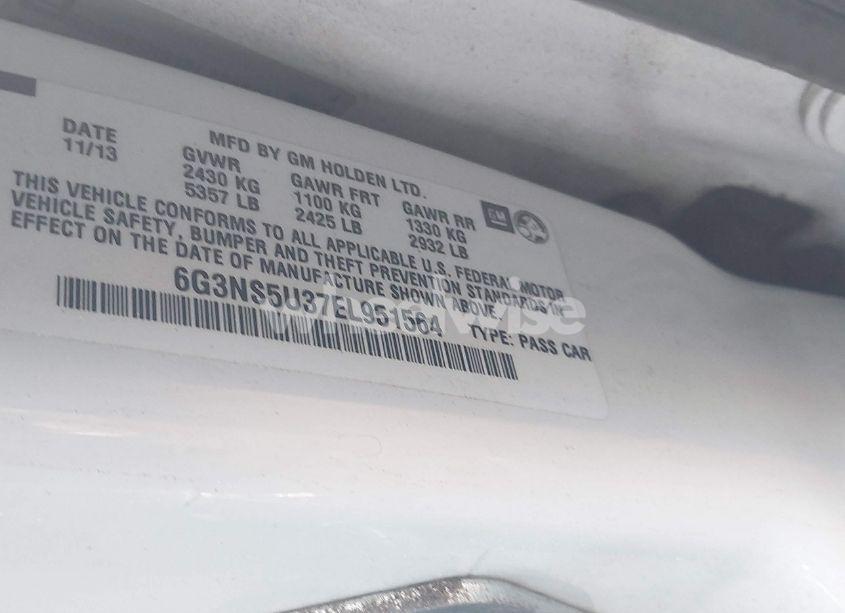 DATE
11/13
MFD BY GM HOLDEN LTD.
GVWR
2430 KG
5357 LB
GAWR FRT
1100 KG
2425 LB
GAWR RR
1330 KG
2932 LB
GM
THIS VEHICLE CONFORMS TO ALL APPLICABLE U.S. FEDERAL MOTOR
VEHICLE SAFETY, BUMPER AND THEFT PREVENTION STANDARDS IN
EFFECT ON THE DATE OF MANUFACTURE SHOWN ABOVE.
6G3NS5U37EL951564
TYPE: PASS CAR